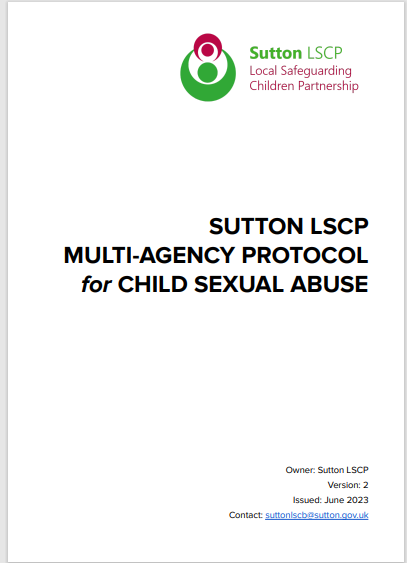 Sutton LSCP
Local Safeguarding
Children Partnership
SUTTON LSCP
MULTI-AGENCY PROTOCOL
for CHILD SEXUAL ABUSE
Owner: Sutton LSCP
Version: 2
Issued: June 2023
Contact: suttonlscb@sutton.gov.uk